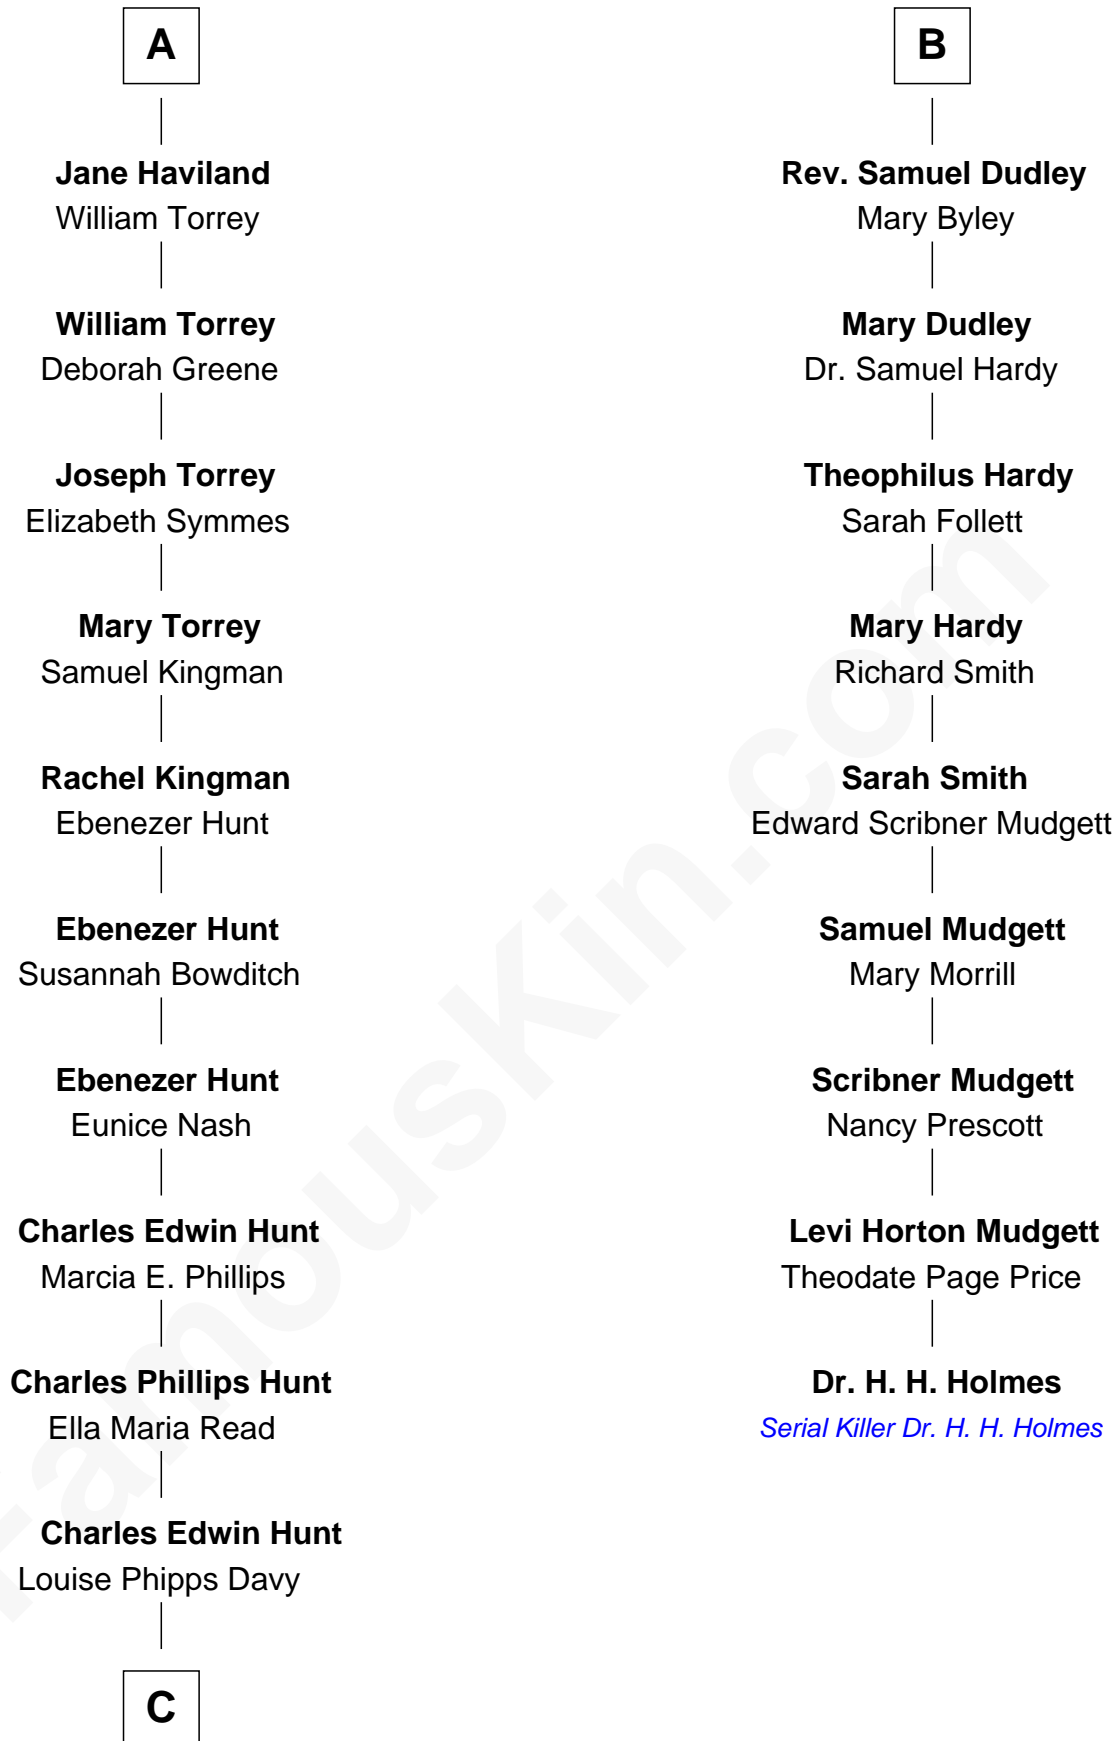 A
Jane Haviland
William Torrey
William Torrey
Deborah Greene
Joseph Torrey
Elizabeth Symmes
Mary Torrey
Samuel Kingman
Rachel Kingman
Ebenezer Hunt
Ebenezer Hunt
Susannah Bowditch
Ebenezer Hunt
Eunice Nash
Charles Edwin Hunt
Marcia E. Phillips
Charles Phillips Hunt
Ella Maria Read
Charles Edwin Hunt
Louise Phipps Davy
C
B
Rev. Samuel Dudley
Mary Byley
Mary Dudley
Dr. Samuel Hardy
Theophilus Hardy
Sarah Follett
Mary Hardy
Richard Smith
Sarah Smith
Edward Scribner Mudgett
Samuel Mudgett
Mary Morrill
Scribner Mudgett
Nancy Prescott
Levi Horton Mudgett
Theodate Page Price
Dr. H. H. Holmes
Serial Killer Dr. H. H. Holmes
FamousKin.com